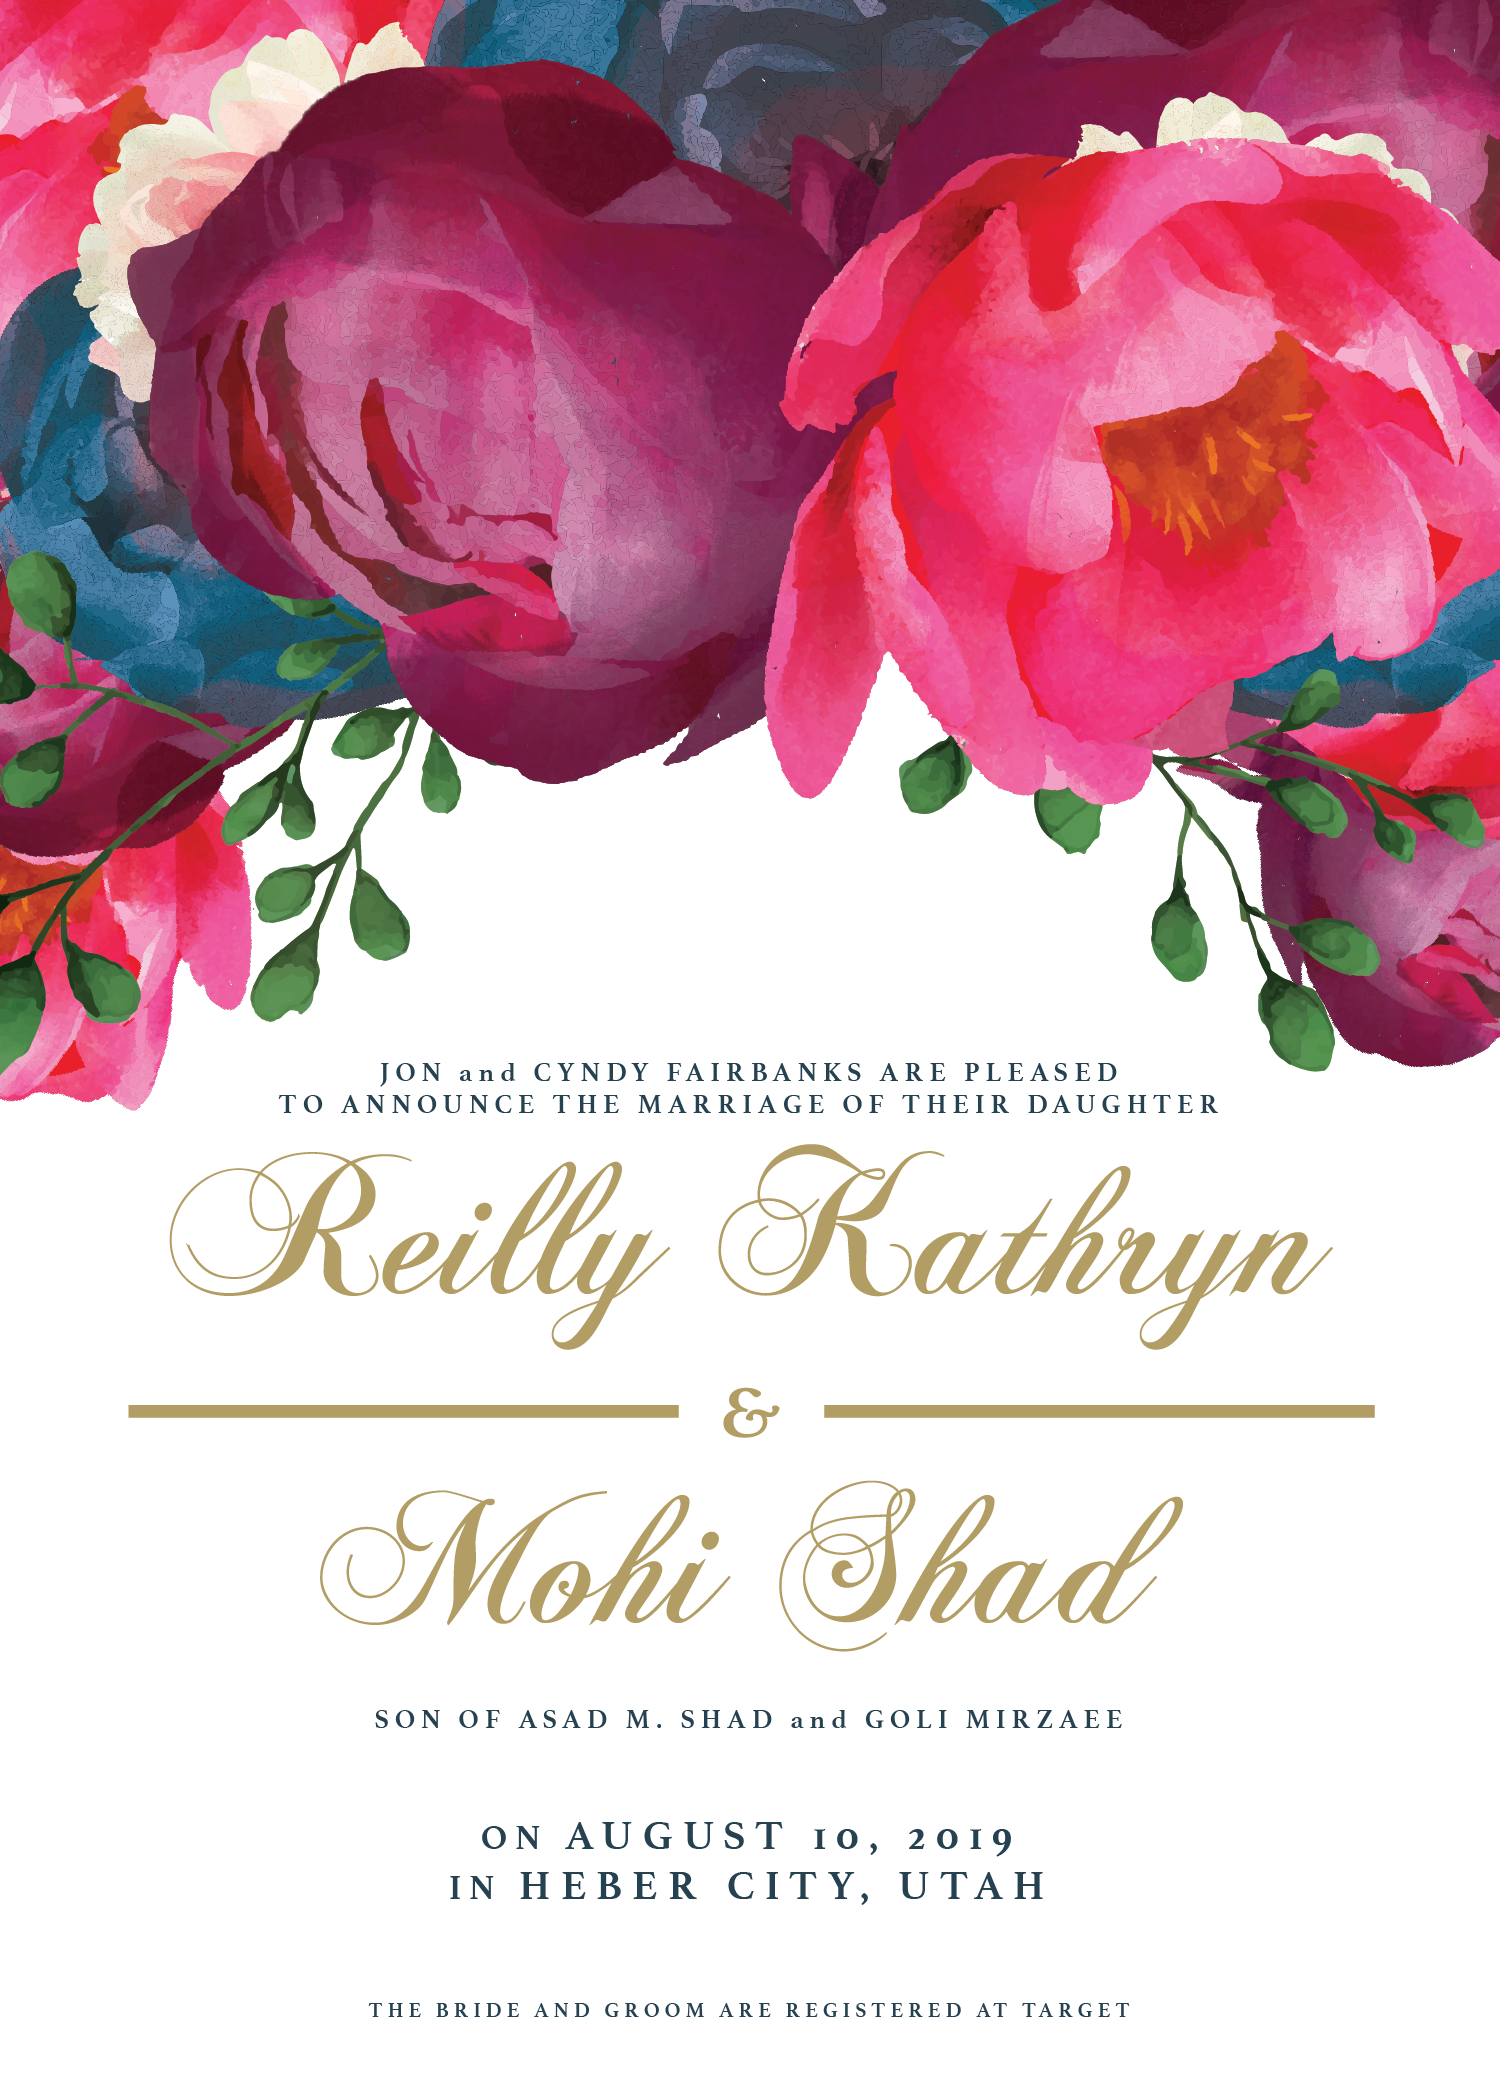 JON and CYNDY FAIRBANKS ARE PLEASED
TO ANNOUNCE THE MARRIAGE OF THEIR DAUGHTER
Reilly Kathryn
&
Mohi Shad
SON OF ASAD M. SHAD and GOLI MIRZAEE
ON AUGUST 10, 2019
IN HEBER CITY, UTAH
THE BRIDE AND GROOM ARE REGISTERED AT TARGET